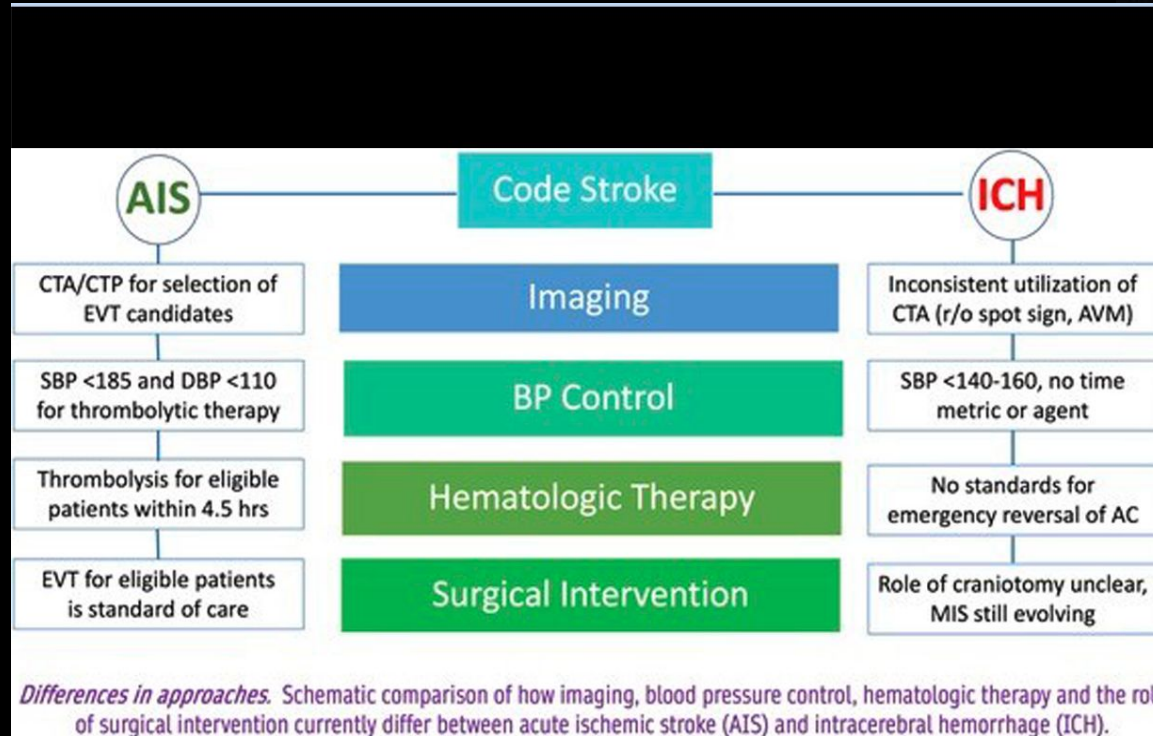 AIS
Code Stroke
ICH
CTA/CTP for selection of
EVT candidates
Imaging
Inconsistent utilization of
CTA (r/o spot sign, AVM)
SBP <185 and DBP <110
for thrombolytic therapy
BP Control
SBP <140-160, no time
metric or agent
Thrombolysis for eligible
patients within 4.5 hrs
Hematologic Therapy
No standards for
emergency reversal of AC
EVT for eligible patients
is standard of care
Surgical Intervention
Role of craniotomy unclear,
MIS still evolving
Differences in approaches. Schematic comparison of how imaging, blood pressure control, hematologic therapy and the rol
of surgical intervention currently differ between acute ischemic stroke (AIS) and intracerebral hemorrhage (ICH).